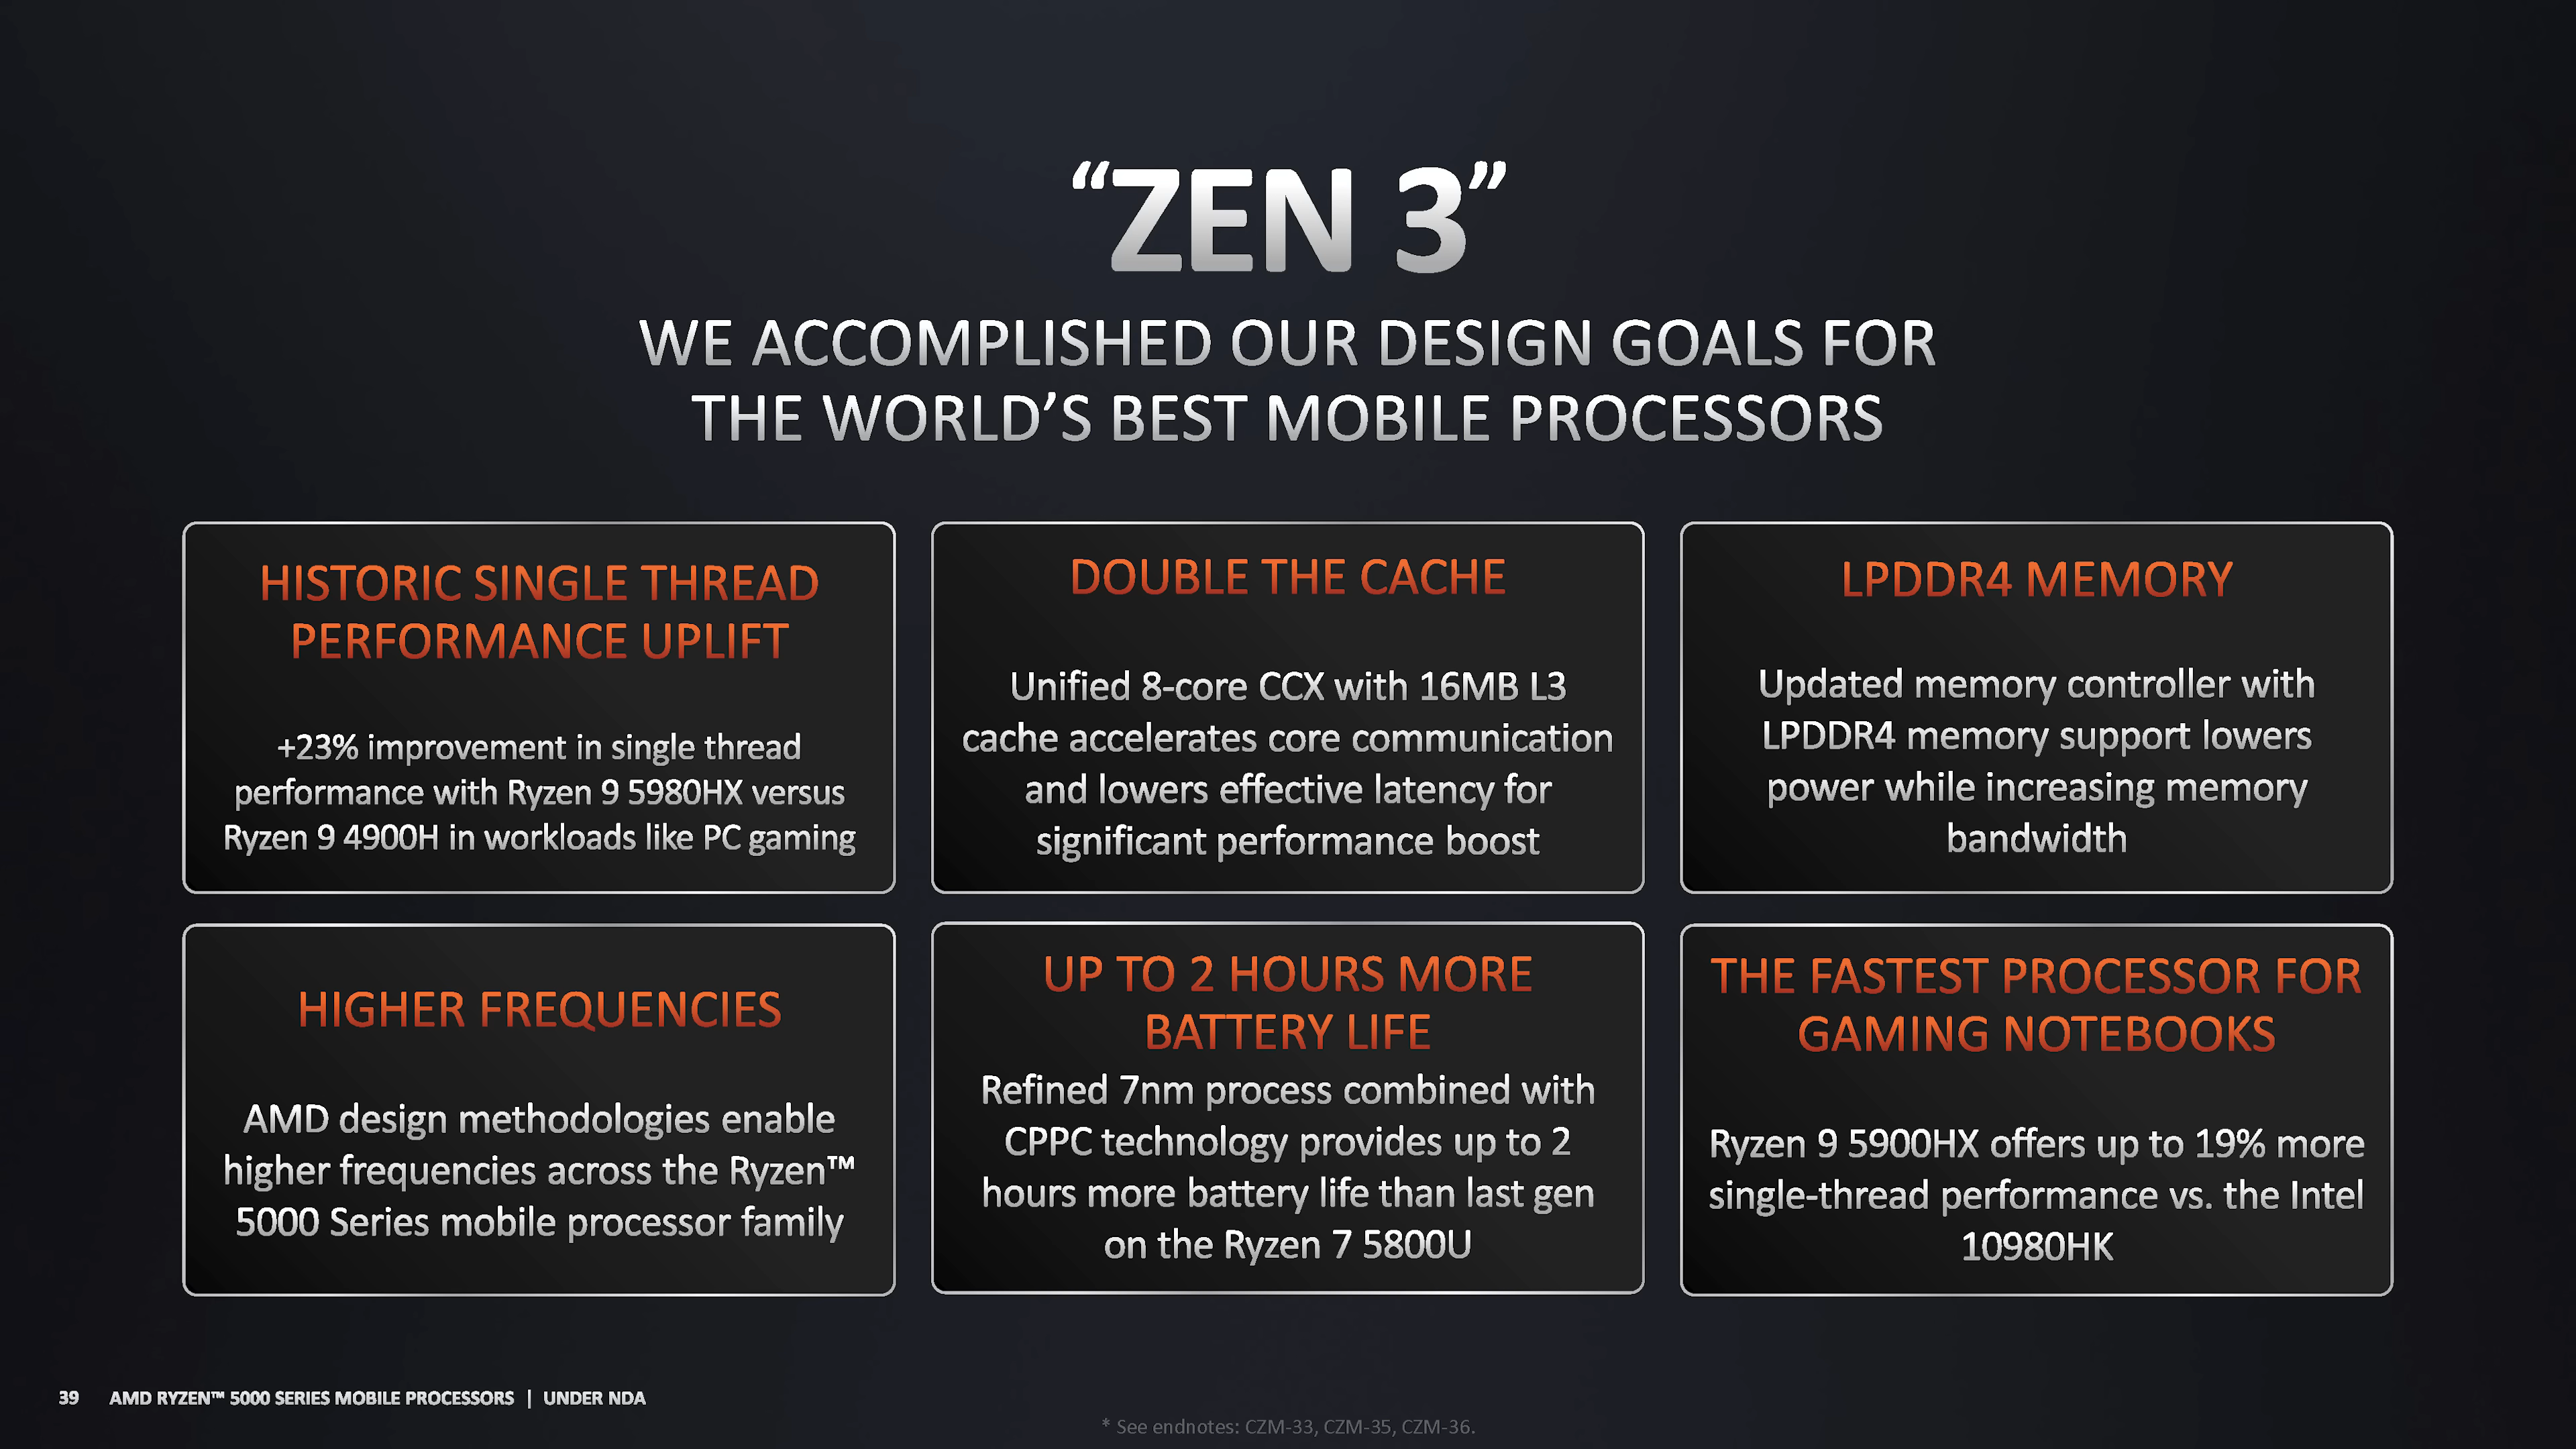 “ZEN 3”
WE ACCOMPLISHED OUR DESIGN GOALS FOR
THE WORLD’S BEST MOBILE PROCESSORS
HISTORIC SINGLE THREAD
PERFORMANCE UPLIFT
+23% improvement in single thread
performance with Ryzen 9 5980HX versus
Ryzen 9 4900H in workloads like PC gaming
DOUBLE THE CACHE
Unified 8-core CCX with 16MB L3
cache accelerates core communication
and lowers effective latency for
significant performance boost
LPDDR4 MEMORY
Updated memory controller with
LPDDR4 memory support lowers
power while increasing memory
bandwidth
HIGHER FREQUENCIES
AMD design methodologies enable
higher frequencies across the Ryzen™
5000 Series mobile processor family
UP TO 2 HOURS MORE
BATTERY LIFE
Refined 7nm process combined with
CPPC technology provides up to 2
hours more battery life than last gen
on the Ryzen 7 5800U
THE FASTEST PROCESSOR FOR
GAMING NOTEBOOKS
Ryzen 9 5900HX offers up to 19% more
single-thread performance vs. the Intel
10980HK
39 AMD RYZEN™ 5000 SERIES MOBILE PROCESSORS | UNDER NDA
* See endnotes: CZM-33, CZM-35, CZM-36.